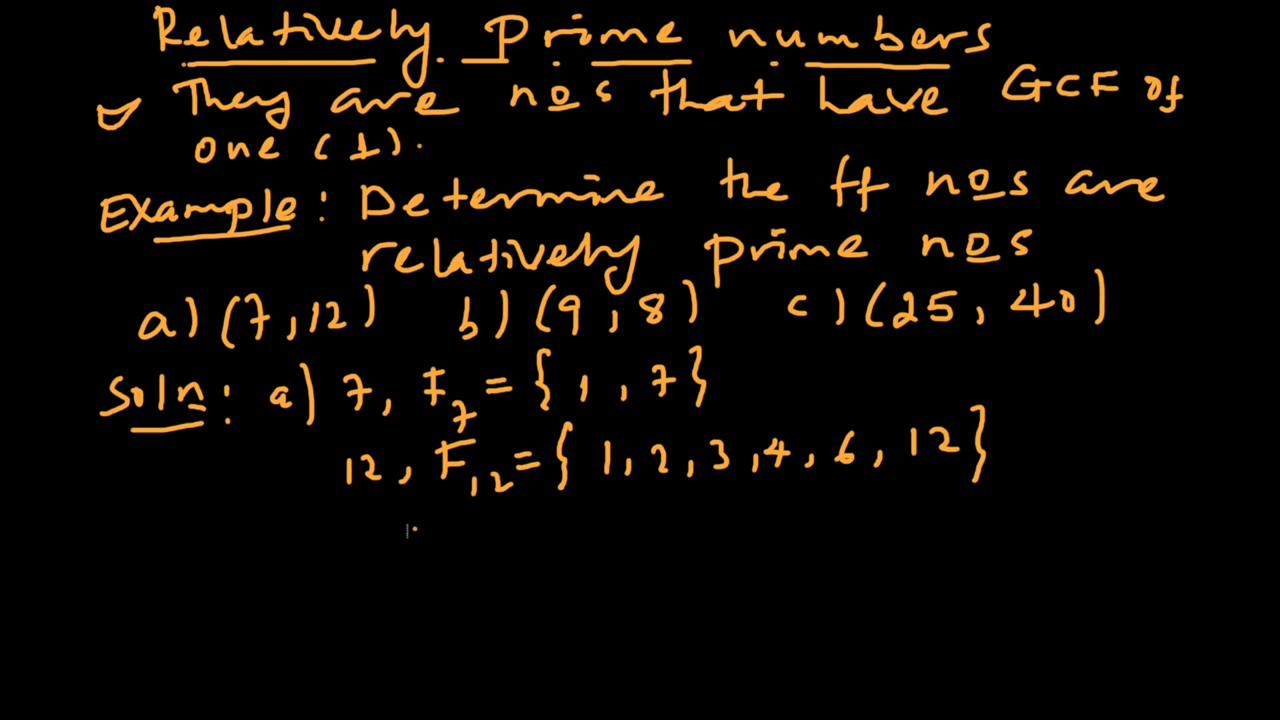 Relatively Prime numbers
They are nos that have GCF of
one (1).
Example: Determine the ff nos are
relatively prime nos
a) (7, 12) b) (9, 8) c) (25, 40)
Soln: a) 7, F7 = {1, 7}
12, F12 = {1, 2, 3, 4, 6, 12}